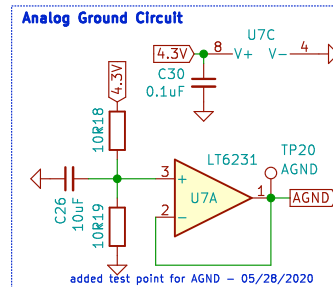 Analog Ground Circuit
U7C
4.3V
8
V+
V-
4
4.3V
C30
0.1uF
10R18
LT6231
TP20
AGND
3
+
U7A
1
AGND
2
-
C26
10uF
10R19
added test point for AGND - 05/28/2020